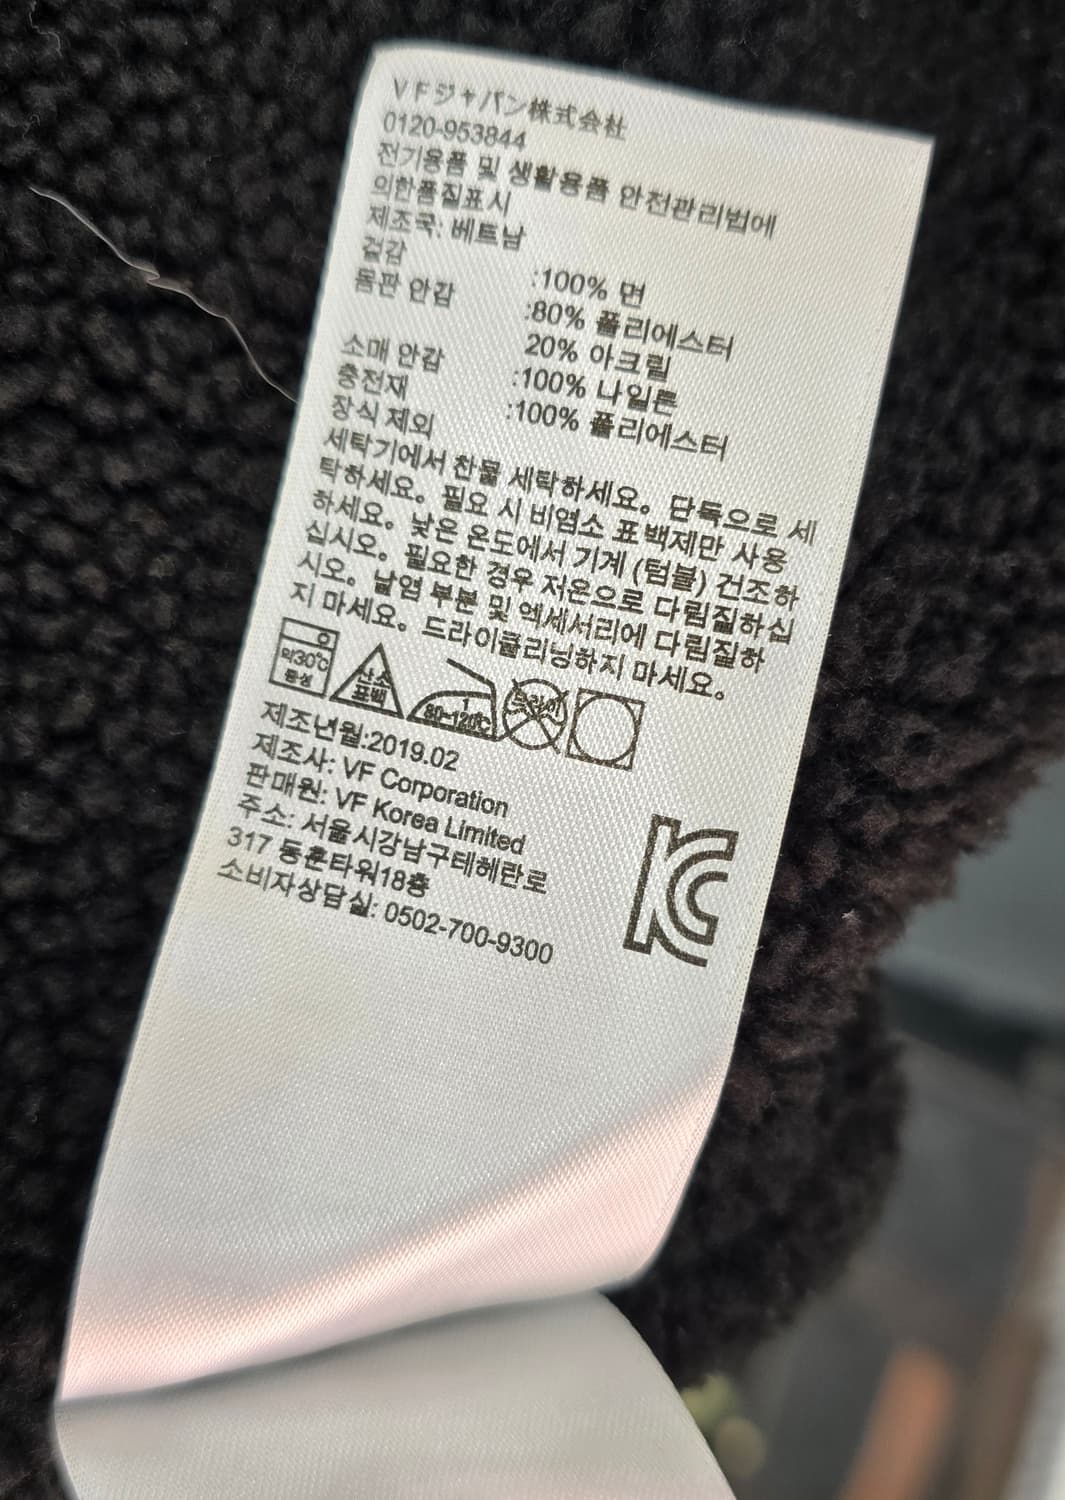 VFジャパン株式会社
0120-953844
전기용품 및 생활용품 안전관리법에
의한품질표시
제조국: 베트남
겉감 :100% 면
몸판 안감 :80% 폴리에스터
20% 아크릴
소매 안감 :100% 나일론
충전재 :100% 폴리에스터
장식 제외
세탁기에서 찬물 세탁하세요。 단독으로 세
탁하세요。 필요 시 비염소 표백제만 사용
하세요。 낮은 온도에서 기계 (텀블) 건조하
십시오。 필요한 경우 저온으로 다림질하십
시오。 날염 부분 및 액세서리에 다림질하
지 마세요。 드라이클리닝하지 마세요。
약30℃
중성
산소
표백
1
80~120℃
드라이
제조년월:2019.02
제조사: VF Corporation
판매원: VF Korea Limited
주소: 서울시강남구테헤란로
317 동훈타워18층
소비자상담실: 0502-700-9300
KC